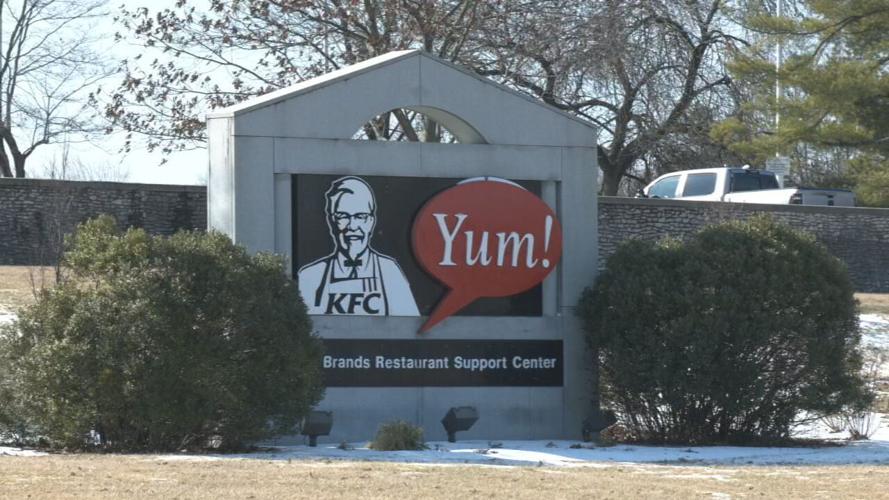 Yum!
KFC
Brands Restaurant Support Center